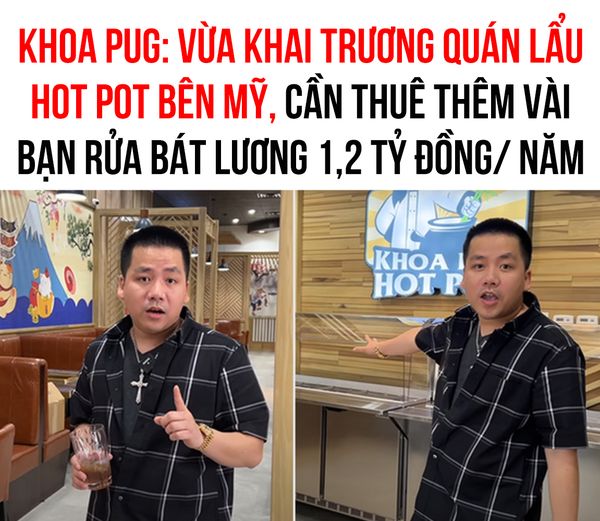 KHOA PUG: VỪA KHAI TRƯƠNG QUÁN LẨU
HOT POT BÊN MỸ, CẦN THUÊ THÊM VÀI
BẠN RỬA BÁT LƯƠNG 1,2 TỶ ĐỒNG/ NĂM
KHOA
HOT